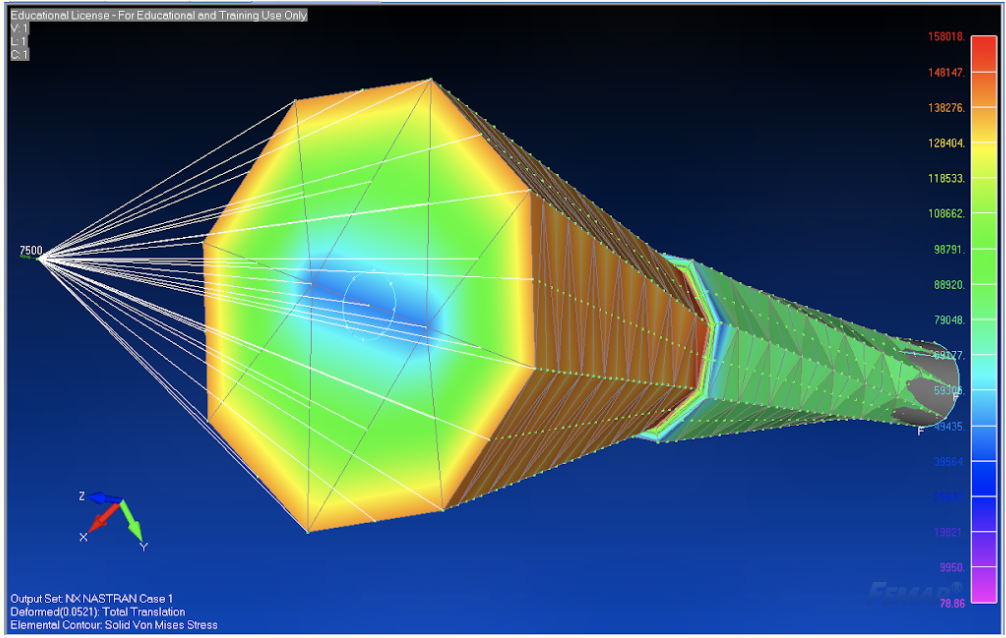 Educational License - For Educational and Training Use Only
V:1
L:1
C:1
158018.
148147.
138276.
128404.
118533.
108662.
98791.
88920.
79048.
69177.
49435.
39564.
19821.
9950.
78.86
7500
F
F
Z
X
Y
FEMAP®
Output Set: NX NASTRAN Case 1
Deformed(0.0521): Total Translation
Elemental Contour: Solid Von Mises Stress